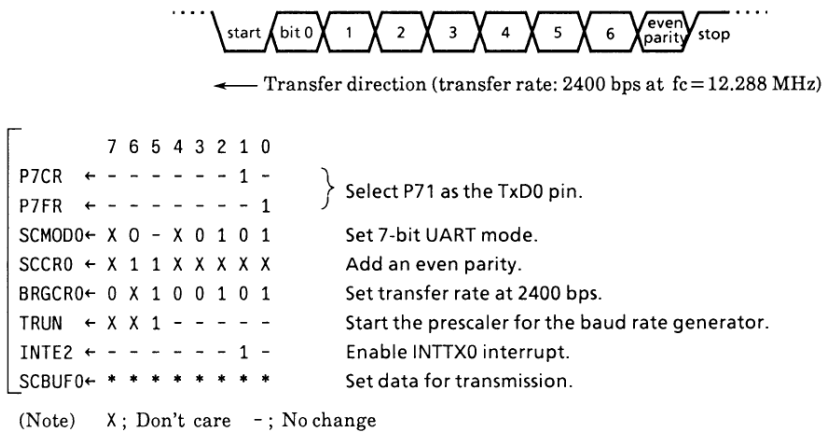 start bit 0 1 2 3 4 5 6 even parity stop
← Transfer direction (transfer rate: 2400 bps at fc = 12.288 MHz)
7 6 5 4 3 2 1 0
P7CR ← - - - - - - 1 -
P7FR ← - - - - - - - 1
Select P71 as the TxD0 pin.
SCMOD0← X 0 - X 0 1 0 1 Set 7-bit UART mode.
SCCR0 ← X 1 1 X X X X X Add an even parity.
BRGCR0← 0 X 1 0 0 1 0 1 Set transfer rate at 2400 bps.
TRUN ← X X 1 - - - - - Start the prescaler for the baud rate generator.
INTE2 ← - - - - - - 1 - Enable INTTX0 interrupt.
SCBUF0← * * * * * * * * Set data for transmission.
(Note) X ; Don't care - ; No change